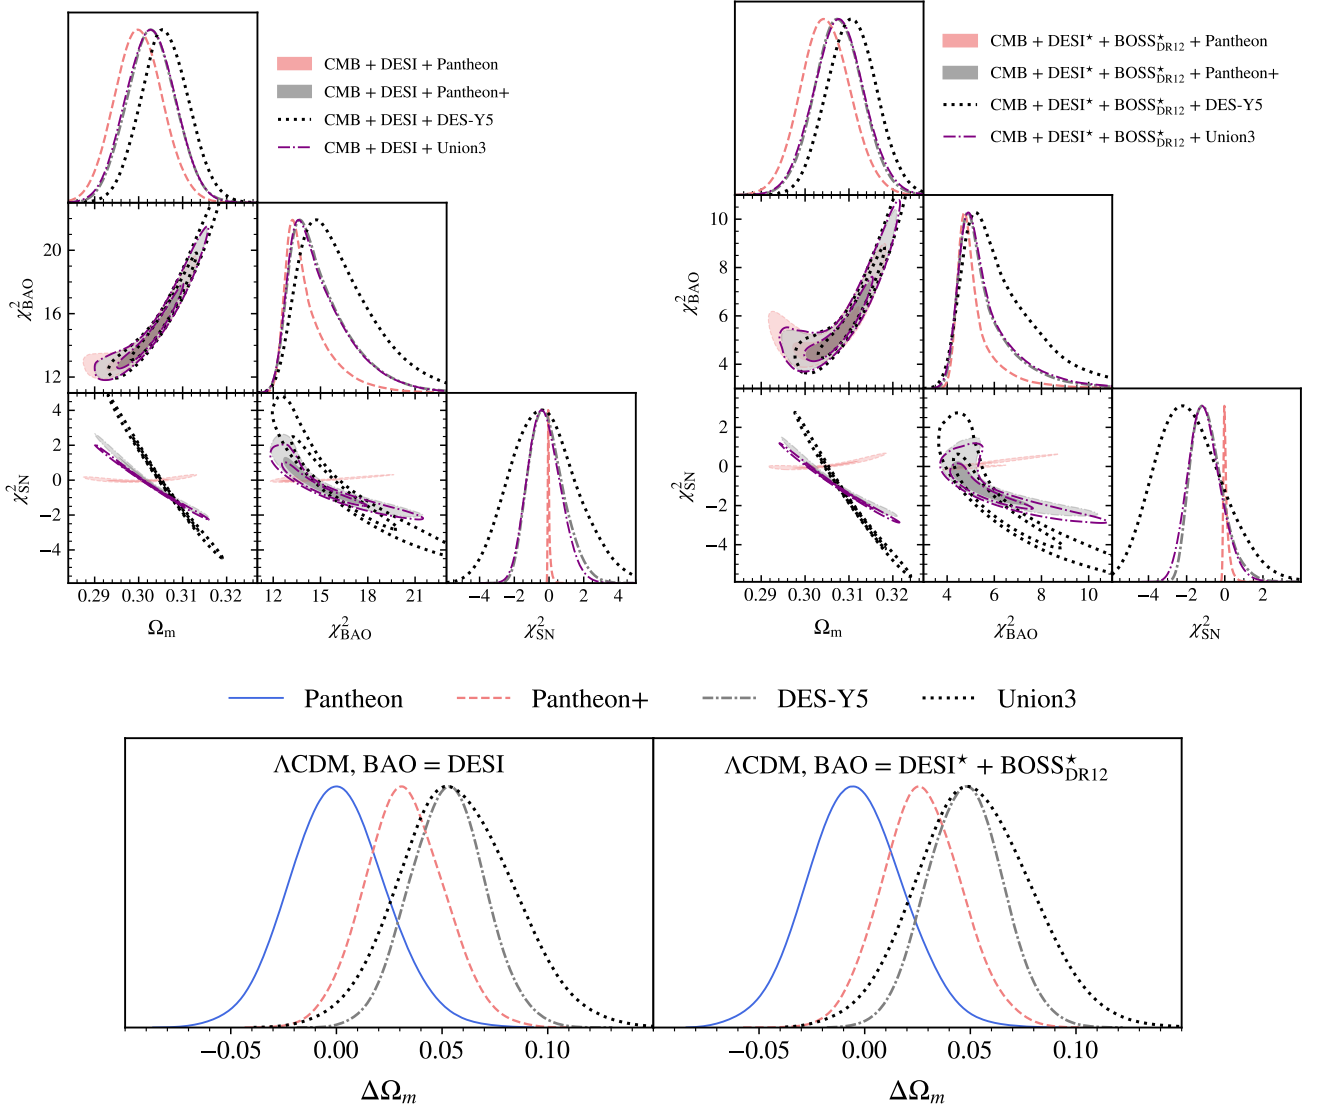 CMB + DESI + Pantheon
CMB + DESI + Pantheon+
CMB + DESI + DES-Y5
CMB + DESI + Union3
20
16
12
χ²BAO
4
2
0
−2
−4
χ²SN
0.29 0.30 0.31 0.32
Ωm
12 15 18 21
χ²BAO
−4 −2 0 2 4
χ²SN
CMB + DESI⋆ + BOSS⋆DR12 + Pantheon
CMB + DESI⋆ + BOSS⋆DR12 + Pantheon+
CMB + DESI⋆ + BOSS⋆DR12 + DES-Y5
CMB + DESI⋆ + BOSS⋆DR12 + Union3
10
8
6
4
χ²BAO
2
0
−2
−4
χ²SN
0.29 0.30 0.31 0.32
Ωm
4 6 8 10
χ²BAO
−4 −2 0 2
χ²SN
Pantheon Pantheon+ DES-Y5 Union3
ΛCDM, BAO = DESI
ΛCDM, BAO = DESI⋆ + BOSS⋆DR12
−0.05 0.00 0.05 0.10
−0.05 0.00 0.05 0.10
ΔΩm
ΔΩm